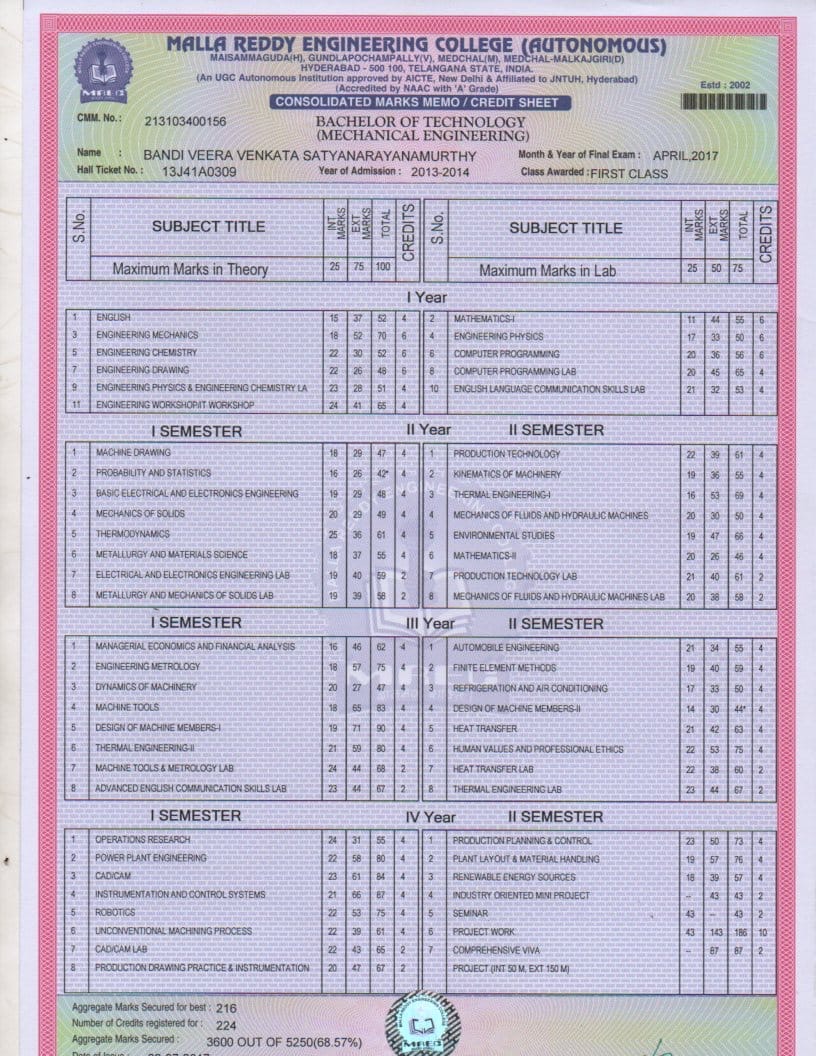 MALLA REDDY ENGINEERING COLLEGE (AUTONOMOUS)
MAISAMMAGUDA(H), GUNDLAPOCHAMPALLY(V), MEDCHAL(M), MEDCHAL-MALKAJGIRI(D)
HYDERABAD - 500 100, TELANGANA STATE, INDIA.
(An UGC Autonomous Institution approved by AICTE, New Delhi & Affiliated to JNTUH, Hyderabad)
(Accredited by NAAC with 'A' Grade)
Estd : 2002
CONSOLIDATED MARKS MEMO / CREDIT SHEET
CMM. No. : 213103400156
BACHELOR OF TECHNOLOGY
(MECHANICAL ENGINEERING)
Name : BANDI VEERA VENKATA SATYANARAYANAMURTHY Month & Year of Final Exam : APRIL,2017
Hall Ticket No. : 13J41A0309 Year of Admission : 2013-2014 Class Awarded : FIRST CLASS
S.No. SUBJECT TITLE INT MARKS EXT MARKS TOTAL CREDITS S.No. SUBJECT TITLE INT MARKS EXT MARKS TOTAL CREDITS
Maximum Marks in Theory 25 75 100 Maximum Marks in Lab 25 50 75
I Year
1 ENGLISH 15 37 52 4 2 MATHEMATICS-I 11 44 55 6
3 ENGINEERING MECHANICS 18 52 70 6 4 ENGINEERING PHYSICS 17 33 50 6
5 ENGINEERING CHEMISTRY 22 30 52 6 6 COMPUTER PROGRAMMING 20 36 56 6
7 ENGINEERING DRAWING 22 26 48 6 8 COMPUTER PROGRAMMING LAB 20 45 65 4
9 ENGINEERING PHYSICS & ENGINEERING CHEMISTRY LA 23 28 51 4 10 ENGLISH LANGUAGE COMMUNICATION SKILLS LAB 21 32 53 4
11 ENGINEERING WORKSHOP/IT WORKSHOP 24 41 65 4
I SEMESTER II Year II SEMESTER
1 MACHINE DRAWING 18 29 47 4 1 PRODUCTION TECHNOLOGY 22 39 61 4
2 PROBABILITY AND STATISTICS 16 26 42* 4 2 KINEMATICS OF MACHINERY 19 36 55 4
3 BASIC ELECTRICAL AND ELECTRONICS ENGINEERING 19 29 48 4 3 THERMAL ENGINEERING-I 16 53 69 4
4 MECHANICS OF SOLIDS 20 29 49 4 4 MECHANICS OF FLUIDS AND HYDRAULIC MACHINES 20 30 50 4
5 THERMODYNAMICS 25 36 61 4 5 ENVIRONMENTAL STUDIES 19 47 66 4
6 METALLURGY AND MATERIALS SCIENCE 18 37 55 4 6 MATHEMATICS-II 20 26 46 4
7 ELECTRICAL AND ELECTRONICS ENGINEERING LAB 19 40 59 2 7 PRODUCTION TECHNOLOGY LAB 21 40 61 2
8 METALLURGY AND MECHANICS OF SOLIDS LAB 19 39 58 2 8 MECHANICS OF FLUIDS AND HYDRAULIC MACHINES LAB 20 38 58 2
I SEMESTER III Year II SEMESTER
1 MANAGERIAL ECONOMICS AND FINANCIAL ANALYSIS 16 46 62 4 1 AUTOMOBILE ENGINEERING 21 34 55 4
2 ENGINEERING METROLOGY 18 57 75 4 2 FINITE ELEMENT METHODS 19 40 59 4
3 DYNAMICS OF MACHINERY 20 27 47 4 3 REFRIGERATION AND AIR CONDITIONING 17 33 50 4
4 MACHINE TOOLS 18 65 83 4 4 DESIGN OF MACHINE MEMBERS-II 14 30 44* 4
5 DESIGN OF MACHINE MEMBERS-I 19 71 90 4 5 HEAT TRANSFER 21 42 63 4
6 THERMAL ENGINEERING-II 21 59 80 4 6 HUMAN VALUES AND PROFESSIONAL ETHICS 22 53 75 4
7 MACHINE TOOLS & METROLOGY LAB 24 44 68 2 7 HEAT TRANSFER LAB 22 38 60 2
8 ADVANCED ENGLISH COMMUNICATION SKILLS LAB 23 44 67 2 8 THERMAL ENGINEERING LAB 23 44 67 2
I SEMESTER IV Year II SEMESTER
1 OPERATIONS RESEARCH 24 31 55 4 1 PRODUCTION PLANNING & CONTROL 23 50 73 4
2 POWER PLANT ENGINEERING 22 58 80 4 2 PLANT LAYOUT & MATERIAL HANDLING 19 57 76 4
3 CAD/CAM 23 61 84 4 3 RENEWABLE ENERGY SOURCES 18 39 57 4
4 INSTRUMENTATION AND CONTROL SYSTEMS 21 66 87 4 4 INDUSTRY ORIENTED MINI PROJECT -- 43 43 2
5 ROBOTICS 22 53 75 4 5 SEMINAR 43 -- 43 2
6 UNCONVENTIONAL MACHINING PROCESS 22 39 61 4 6 PROJECT WORK 43 143 186 10
7 CAD/CAM LAB 22 43 65 2 7 COMPREHENSIVE VIVA -- 87 87 2
8 PRODUCTION DRAWING PRACTICE & INSTRUMENTATION 20 47 67 2 PROJECT (INT 50 M, EXT 150 M)
Aggregate Marks Secured for best : 216
Number of Credits registered for : 224
Aggregate Marks Secured : 3600 OUT OF 5250(68.57%)